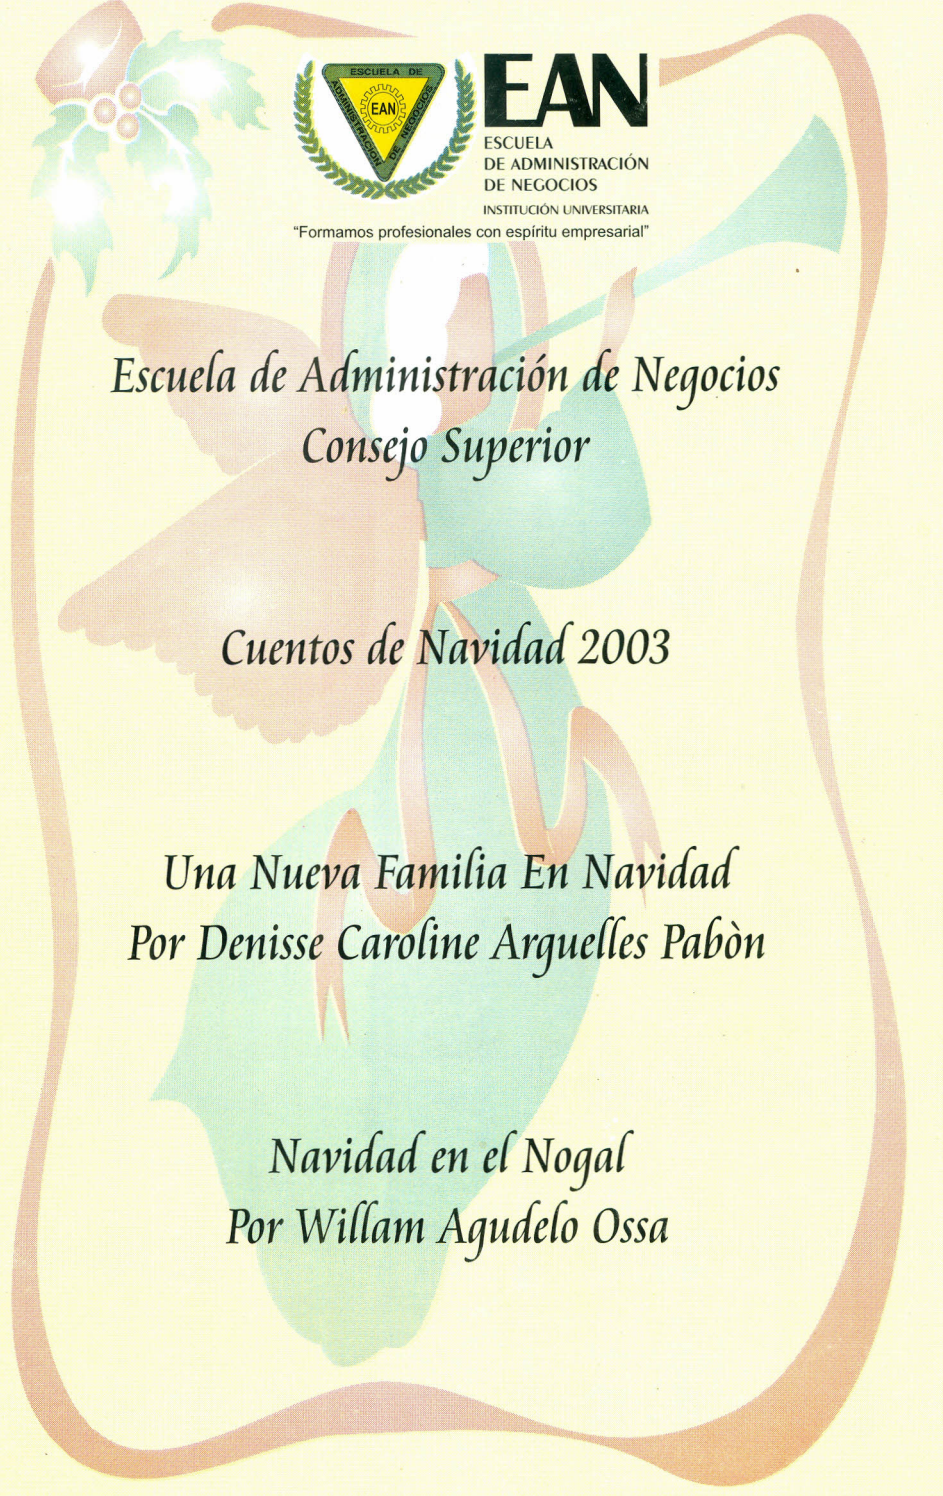 ESCUELA DE
ADMINISTRACION
DE NEGOCIOS
EAN
EAN
ESCUELA
DE ADMINISTRACIÓN
DE NEGOCIOS
INSTITUCIÓN UNIVERSITARIA
“Formamos profesionales con espíritu empresarial”
Escuela de Administración de Negocios
Consejo Superior
Cuentos de Navidad 2003
Una Nueva Familia En Navidad
Por Denisse Caroline Arguelles Pabòn
Navidad en el Nogal
Por Willam Agudelo Ossa